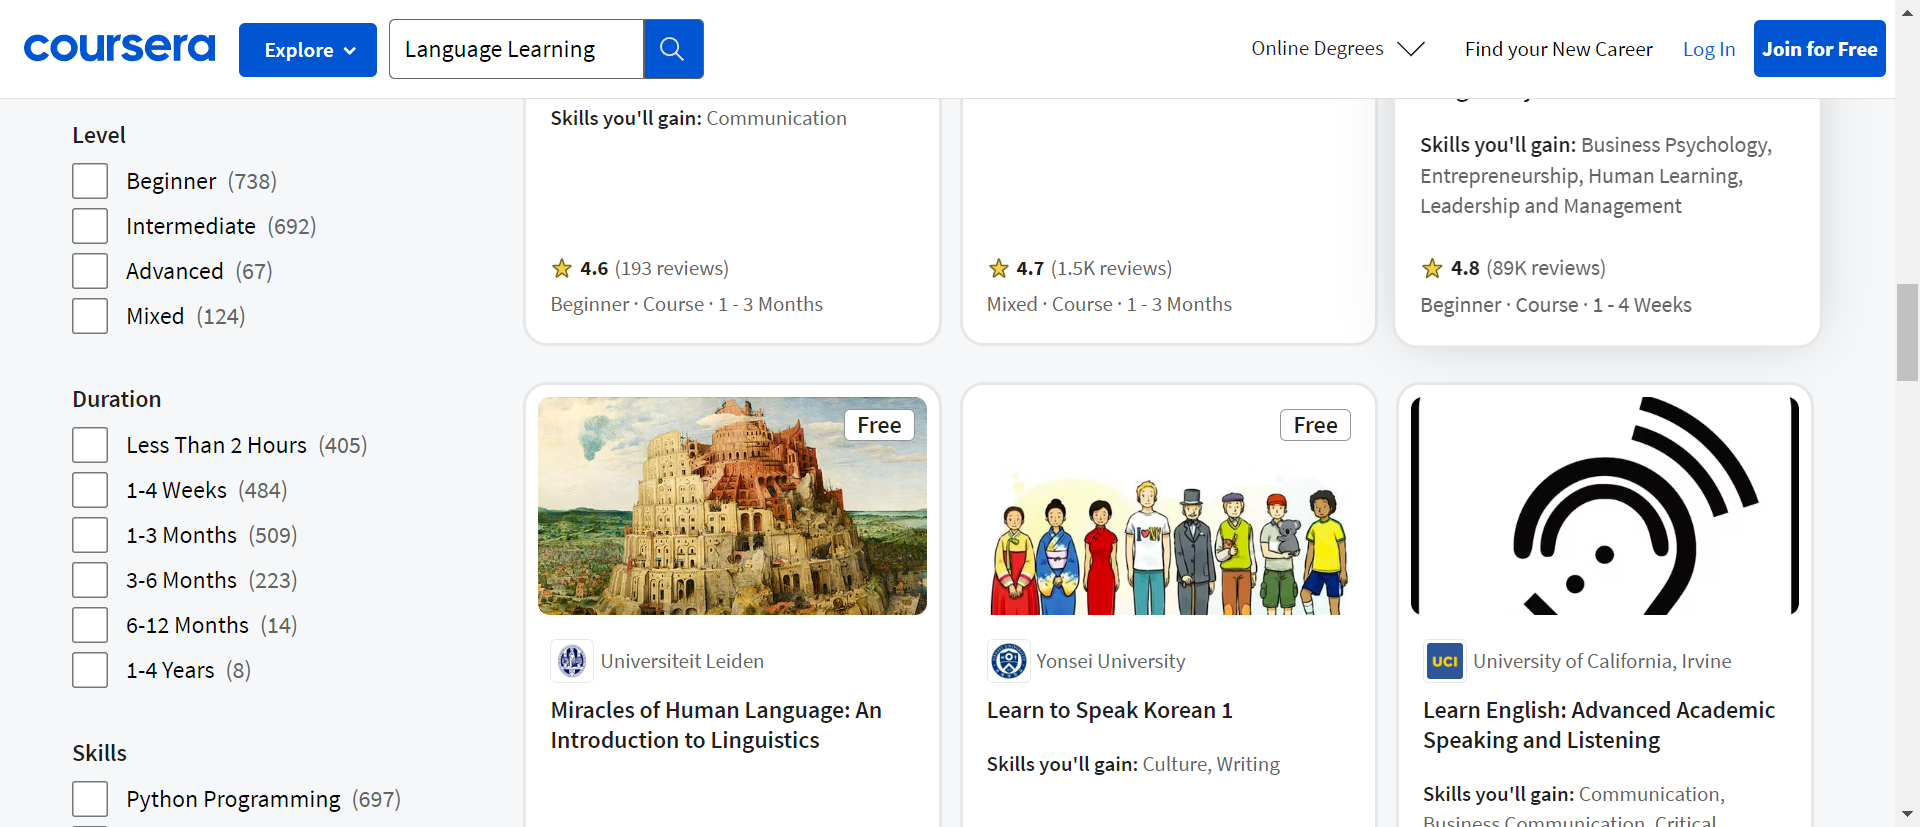 coursera
Explore
Language Learning
Online Degrees
Find your New Career
Log In
Join for Free
Level
Beginner (738)
Intermediate (692)
Advanced (67)
Mixed (124)
Duration
Less Than 2 Hours (405)
1-4 Weeks (484)
1-3 Months (509)
3-6 Months (223)
6-12 Months (14)
1-4 Years (8)
Skills
Python Programming (697)
Skills you'll gain: Communication
4.6 (193 reviews)
Beginner · Course · 1 - 3 Months
4.7 (1.5K reviews)
Mixed · Course · 1 - 3 Months
Skills you'll gain: Business Psychology,
Entrepreneurship, Human Learning,
Leadership and Management
4.8 (89K reviews)
Beginner · Course · 1 - 4 Weeks
Free
Universiteit Leiden
Miracles of Human Language: An
Introduction to Linguistics
Free
I NY
Yonsei University
Learn to Speak Korean 1
Skills you'll gain: Culture, Writing
UCI
University of California, Irvine
Learn English: Advanced Academic
Speaking and Listening
Skills you'll gain: Communication,
Business Communication, Critical